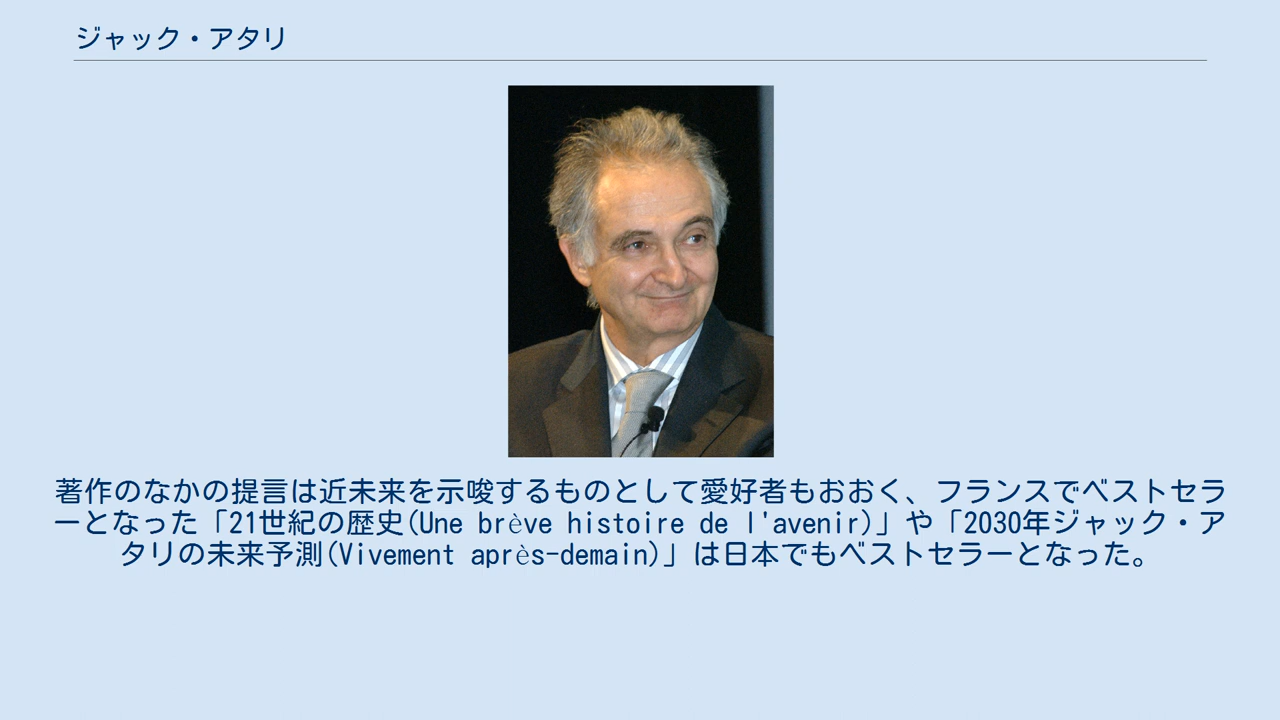 ジャック・アタリ
著作のなかの提言は近未来を示唆するものとして愛好者もおおく、フランスでベストセラ
ーとなった「21世紀の歴史(Une brève histoire de l'avenir)」や「2030年ジャック・ア
タリの未来予測(Vivement après-demain)」は日本でもベストセラーとなった。